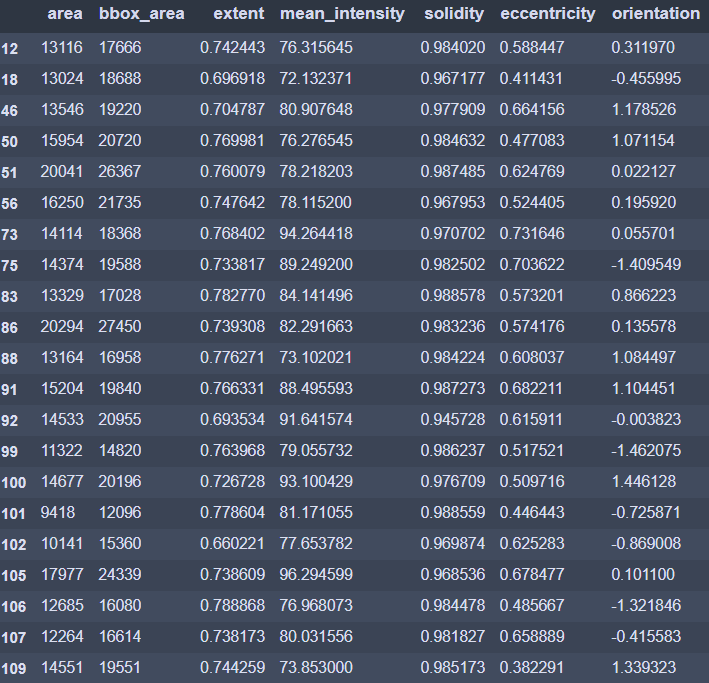 area bbox_area extent mean_intensity solidity eccentricity orientation
12 13116 17666 0.742443 76.315645 0.984020 0.588447 0.311970
18 13024 18688 0.696918 72.132371 0.967177 0.411431 -0.455995
46 13546 19220 0.704787 80.907648 0.977909 0.664156 1.178526
50 15954 20720 0.769981 76.276545 0.984632 0.477083 1.071154
51 20041 26367 0.760079 78.218203 0.987485 0.624769 0.022127
56 16250 21735 0.747642 78.115200 0.967953 0.524405 0.195920
73 14114 18368 0.768402 94.264418 0.970702 0.731646 0.055701
75 14374 19588 0.733817 89.249200 0.982502 0.703622 -1.409549
83 13329 17028 0.782770 84.141496 0.988578 0.573201 0.866223
86 20294 27450 0.739308 82.291663 0.983236 0.574176 0.135578
88 13164 16958 0.776271 73.102021 0.984224 0.608037 1.084497
91 15204 19840 0.766331 88.495593 0.987273 0.682211 1.104451
92 14533 20955 0.693534 91.641574 0.945728 0.615911 -0.003823
99 11322 14820 0.763968 79.055732 0.986237 0.517521 -1.462075
100 14677 20196 0.726728 93.100429 0.976709 0.509716 1.446128
101 9418 12096 0.778604 81.171055 0.988559 0.446443 -0.725871
102 10141 15360 0.660221 77.653782 0.969874 0.625283 -0.869008
105 17977 24339 0.738609 96.294599 0.968536 0.678477 0.101100
106 12685 16080 0.788868 76.968073 0.984478 0.485667 -1.321846
107 12264 16614 0.738173 80.031556 0.981827 0.658889 -0.415583
109 14551 19551 0.744259 73.853000 0.985173 0.382291 1.339323